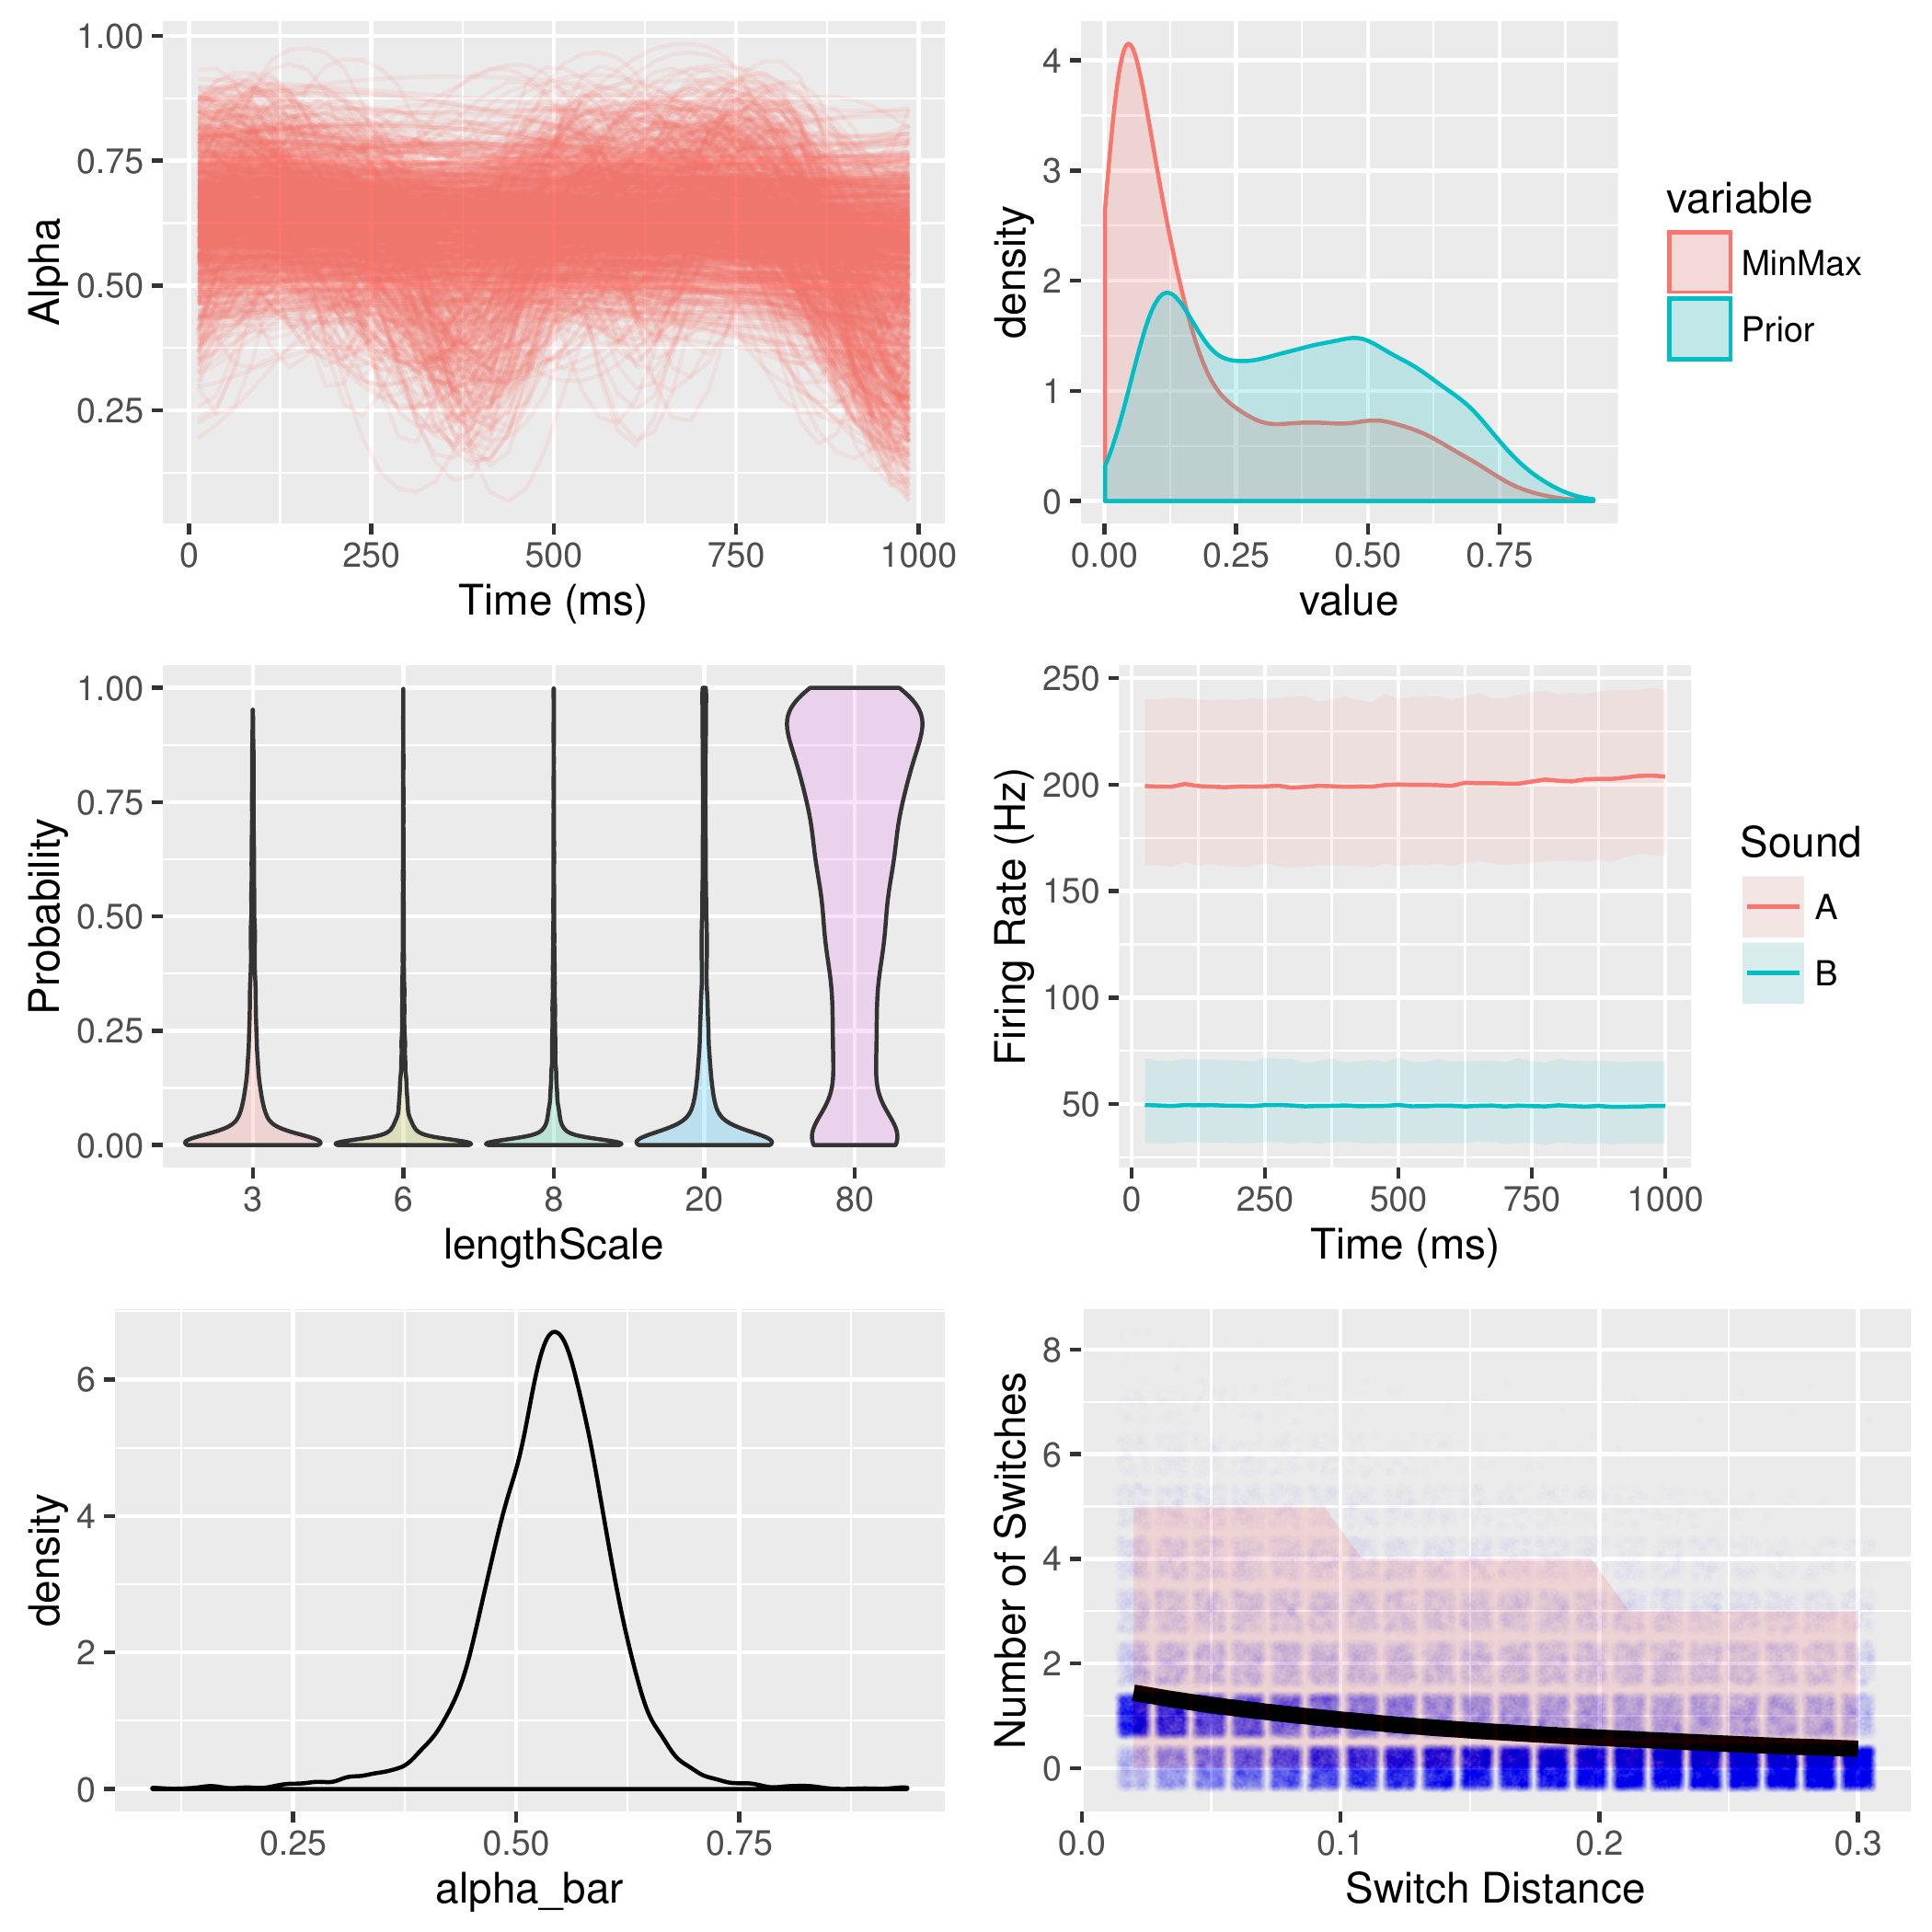 1.00
0.75
0.50
0.25
Alpha
0 250 500 750 1000
Time (ms)
4
3
2
1
0
density
0.00 0.25 0.50 0.75
value
variable
MinMax
Prior
1.00
0.75
0.50
0.25
0.00
Probability
3 6 8 20 80
lengthScale
250
200
150
100
50
Firing Rate (Hz)
0 250 500 750 1000
Time (ms)
Sound
A
B
6
4
2
0
density
0.25 0.50 0.75
alpha_bar
8
6
4
2
0
Number of Switches
0.0 0.1 0.2 0.3
Switch Distance